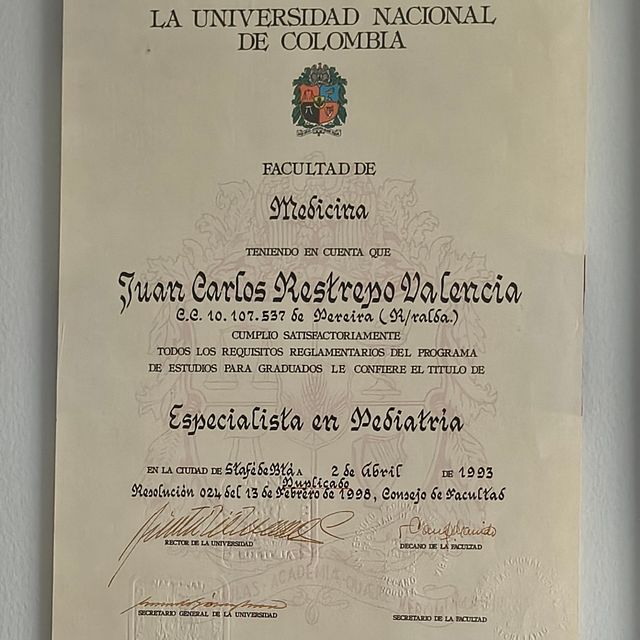 LA UNIVERSIDAD NACIONAL
DE COLOMBIA
FACULTAD DE
Medicina
TENIENDO EN CUENTA QUE
Juan Carlos Restrepo Valencia
C.C. 10.107.537 de Pereira (R/ralda.)
CUMPLIO SATISFACTORIAMENTE
TODOS LOS REQUISITOS REGLAMENTARIOS DEL PROGRAMA
DE ESTUDIOS PARA GRADUADOS LE CONFIERE EL TITULO DE
Especialista en Pediatria
EN LA CIUDAD DE Stafé de Btá A 2 de Abril DE 1993
Duplicado
Resolución 024 del 13 de Febrero de 1998, Consejo de Facultad
RECTOR DE LA UNIVERSIDAD
DECANO DE LA FACULTAD
SECRETARIO GENERAL DE LA UNIVERSIDAD
SECRETARIO DE LA FACULTAD